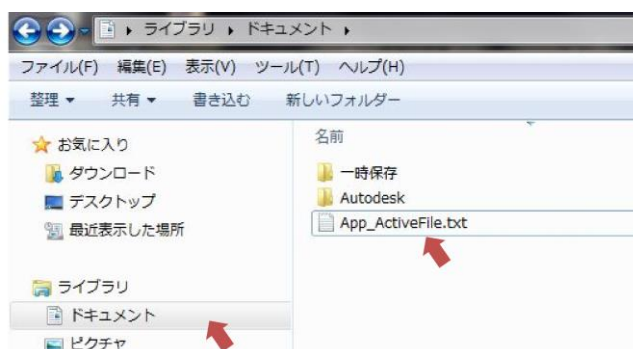 ライブラリ ドキュメント
ファイル(F) 編集(E) 表示(V) ツール(T) ヘルプ(H)
整理 共有 書き込む 新しいフォルダー
お気に入り
ダウンロード
デスクトップ
最近表示した場所
ライブラリ
ドキュメント
ピクチャ
名前
一時保存
Autodesk
App_ActiveFile.txt